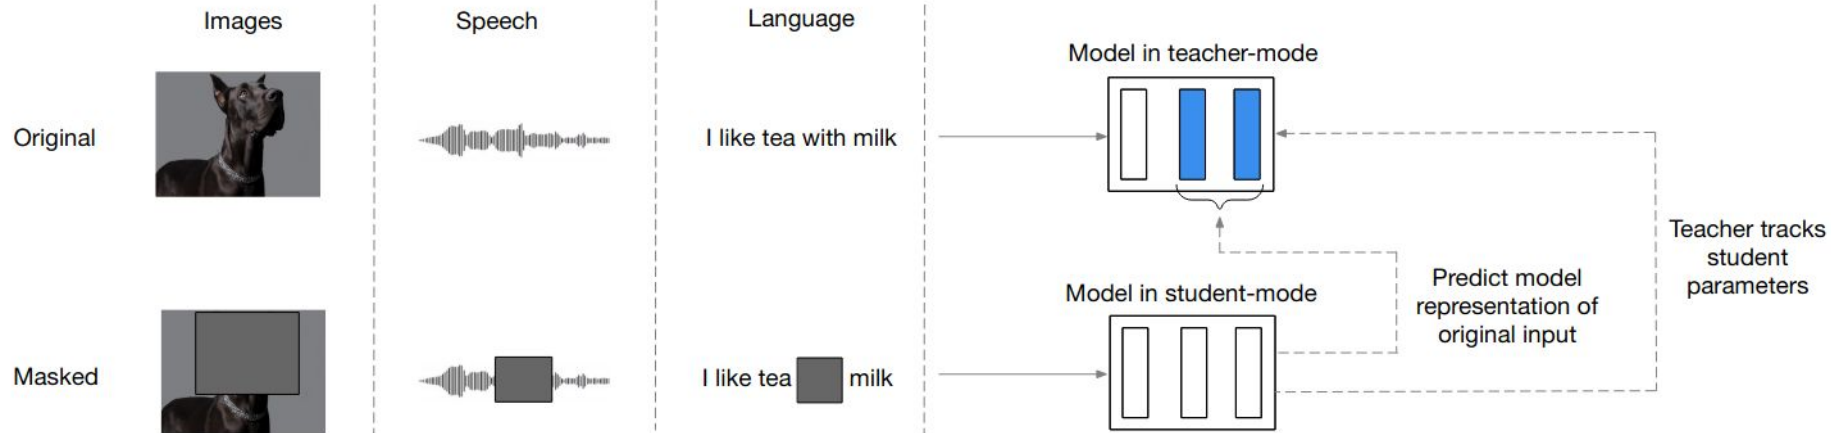 Images
Speech
Language
Model in teacher-mode
Original
I like tea with milk
Teacher tracks
student
parameters
Predict model
representation of
original input
Model in student-mode
Masked
I like tea milk